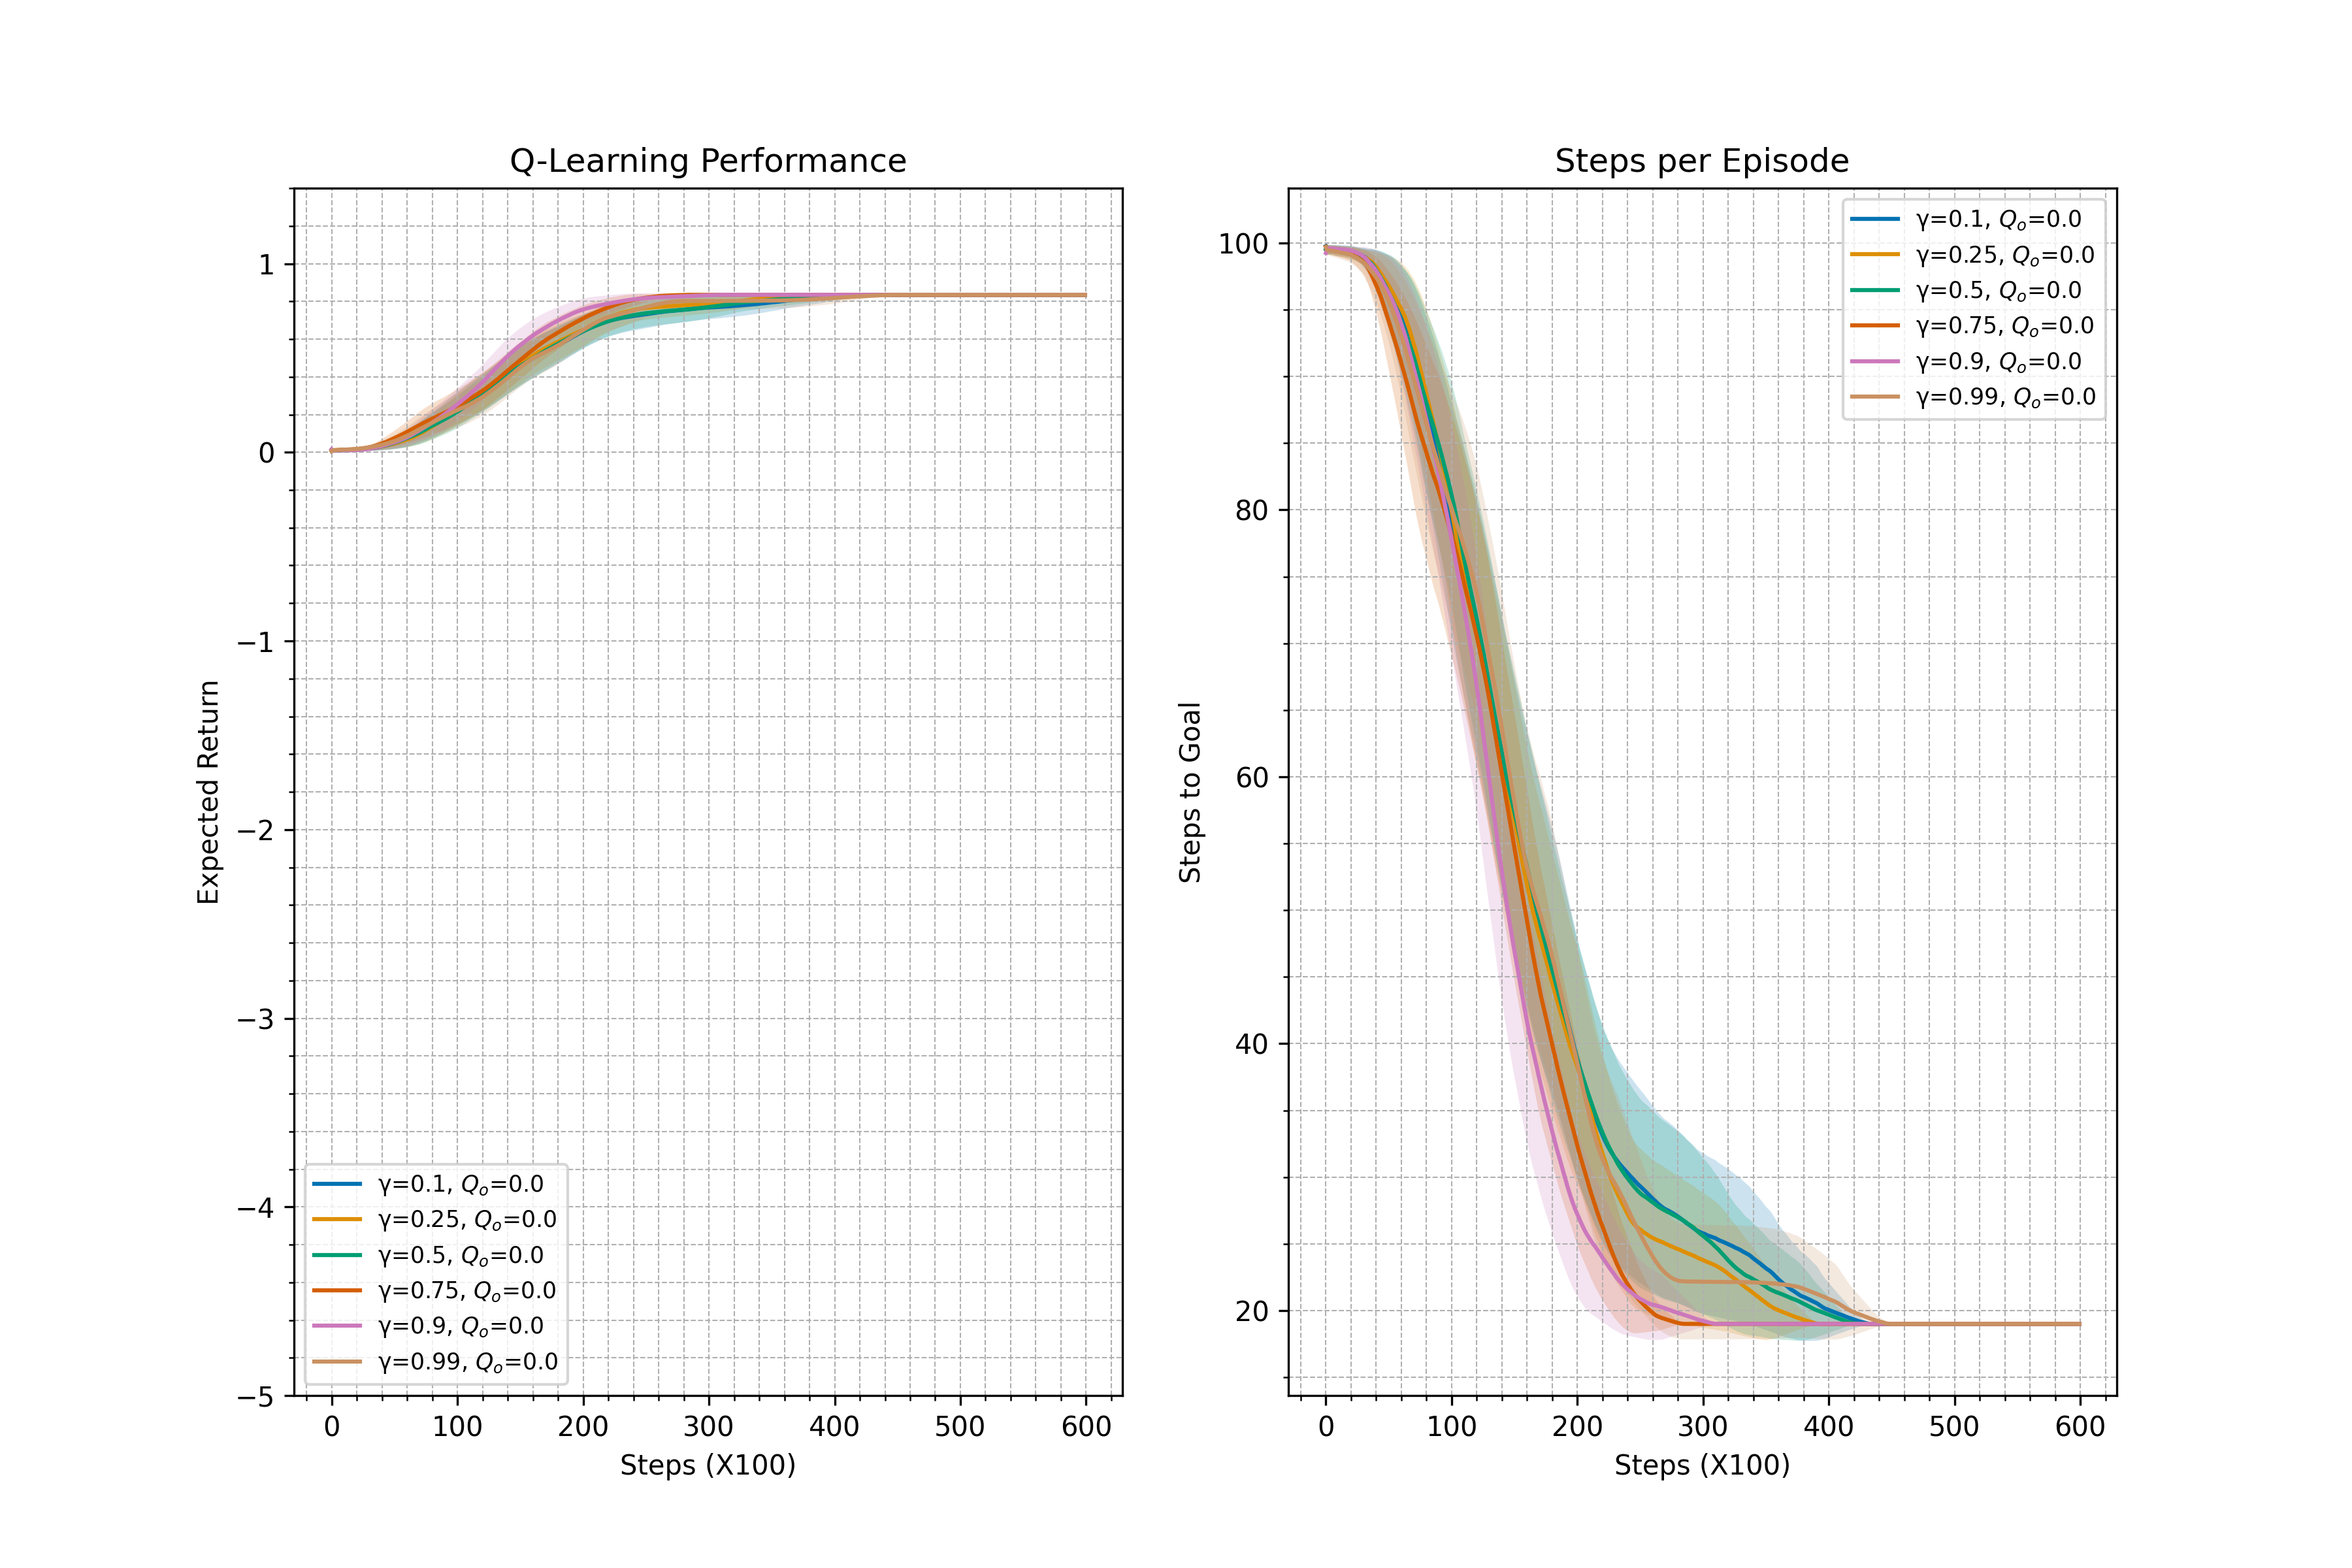 Q-Learning Performance
1
0
−1
−2
−3
−4
−5
Expected Return
γ=0.1, Qₒ=0.0
γ=0.25, Qₒ=0.0
γ=0.5, Qₒ=0.0
γ=0.75, Qₒ=0.0
γ=0.9, Qₒ=0.0
γ=0.99, Qₒ=0.0
0 100 200 300 400 500 600
Steps (X100)
Steps per Episode
100
80
60
40
20
Steps to Goal
γ=0.1, Qₒ=0.0
γ=0.25, Qₒ=0.0
γ=0.5, Qₒ=0.0
γ=0.75, Qₒ=0.0
γ=0.9, Qₒ=0.0
γ=0.99, Qₒ=0.0
0 100 200 300 400 500 600
Steps (X100)